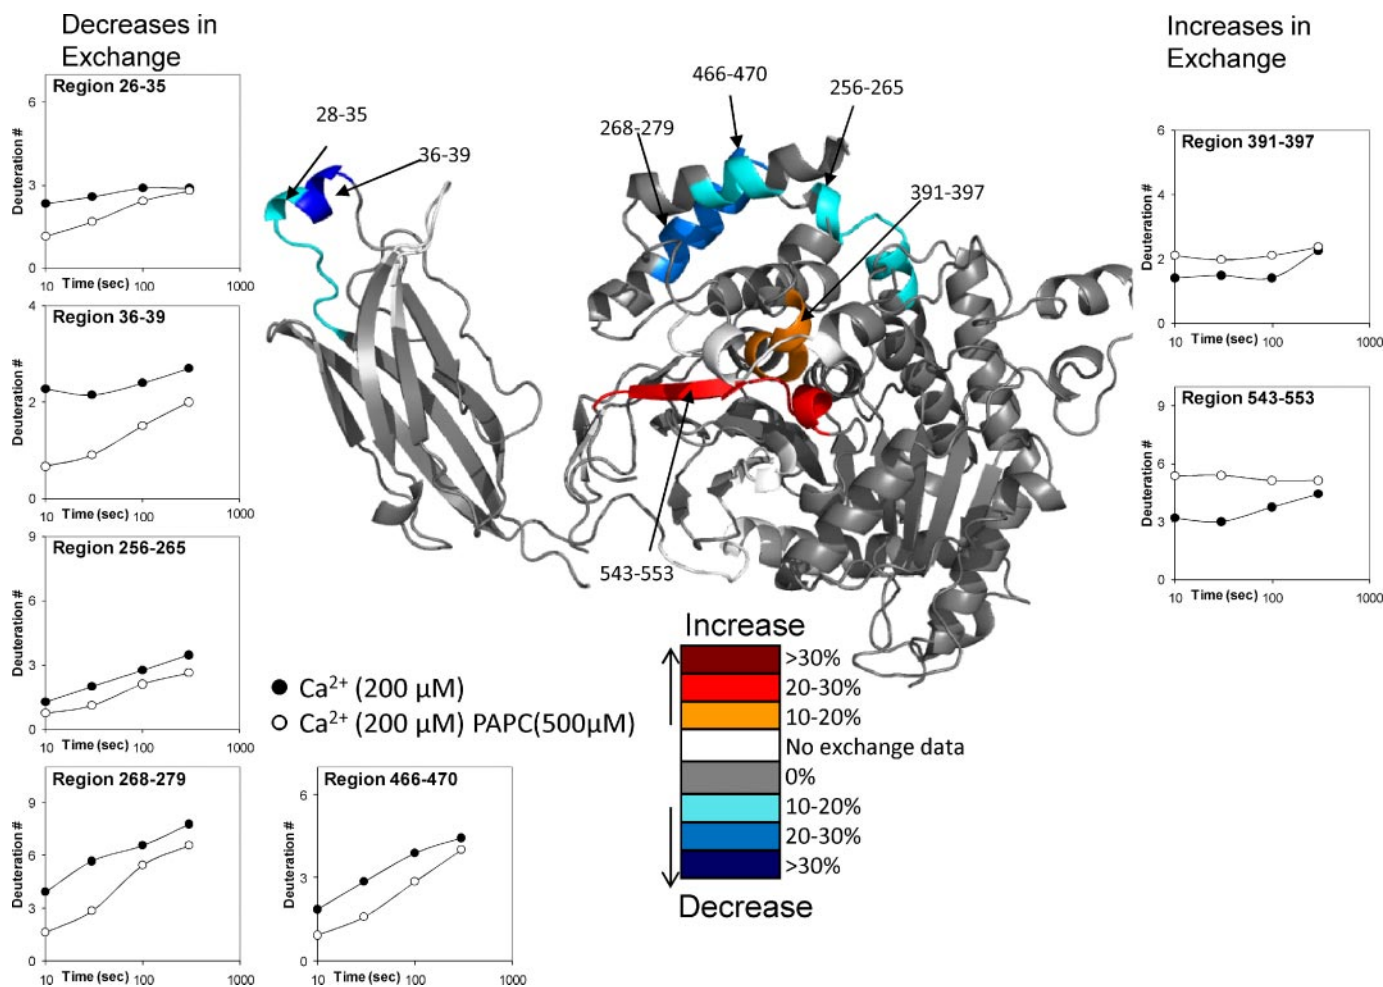 Decreases in
Exchange
Region 26-35
6
3
0
Deuteration #
10
Time (sec)
100
1000
Region 36-39
4
2
0
Deuteration #
10
Time (sec)
100
1000
Region 256-265
9
6
3
0
Deuteration #
10
Time (sec)
100
1000
Region 268-279
9
6
3
0
Deuteration #
10
Time (sec)
100
1000
Region 466-470
6
3
0
Deuteration #
10
Time (sec)
100
1000
28-35
36-39
466-470
256-265
268-279
391-397
543-553
Ca²⁺ (200 µM)
Ca²⁺ (200 µM) PAPC(500µM)
Increase
>30%
20-30%
10-20%
No exchange data
0%
10-20%
20-30%
>30%
Decrease
Increases in
Exchange
Region 391-397
6
4
2
0
Deuteration #
10
Time (sec)
100
1000
Region 543-553
9
6
3
0
Deuteration #
10
Time (sec)
100
1000